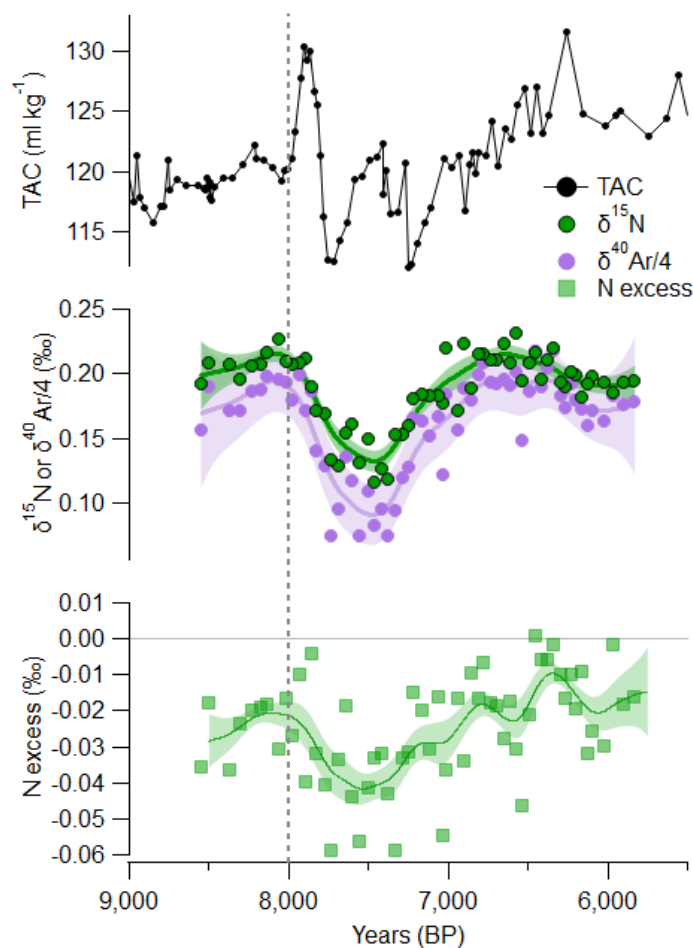 TAC (ml kg⁻¹)
130
125
120
115
TAC
δ¹⁵N
δ⁴⁰Ar/4
N excess
δ¹⁵N or δ⁴⁰Ar/4 (‰)
0.25
0.20
0.15
0.10
N excess (‰)
0.01
0.00
-0.01
-0.02
-0.03
-0.04
-0.05
-0.06
9,000 8,000 7,000 6,000
Years (BP)